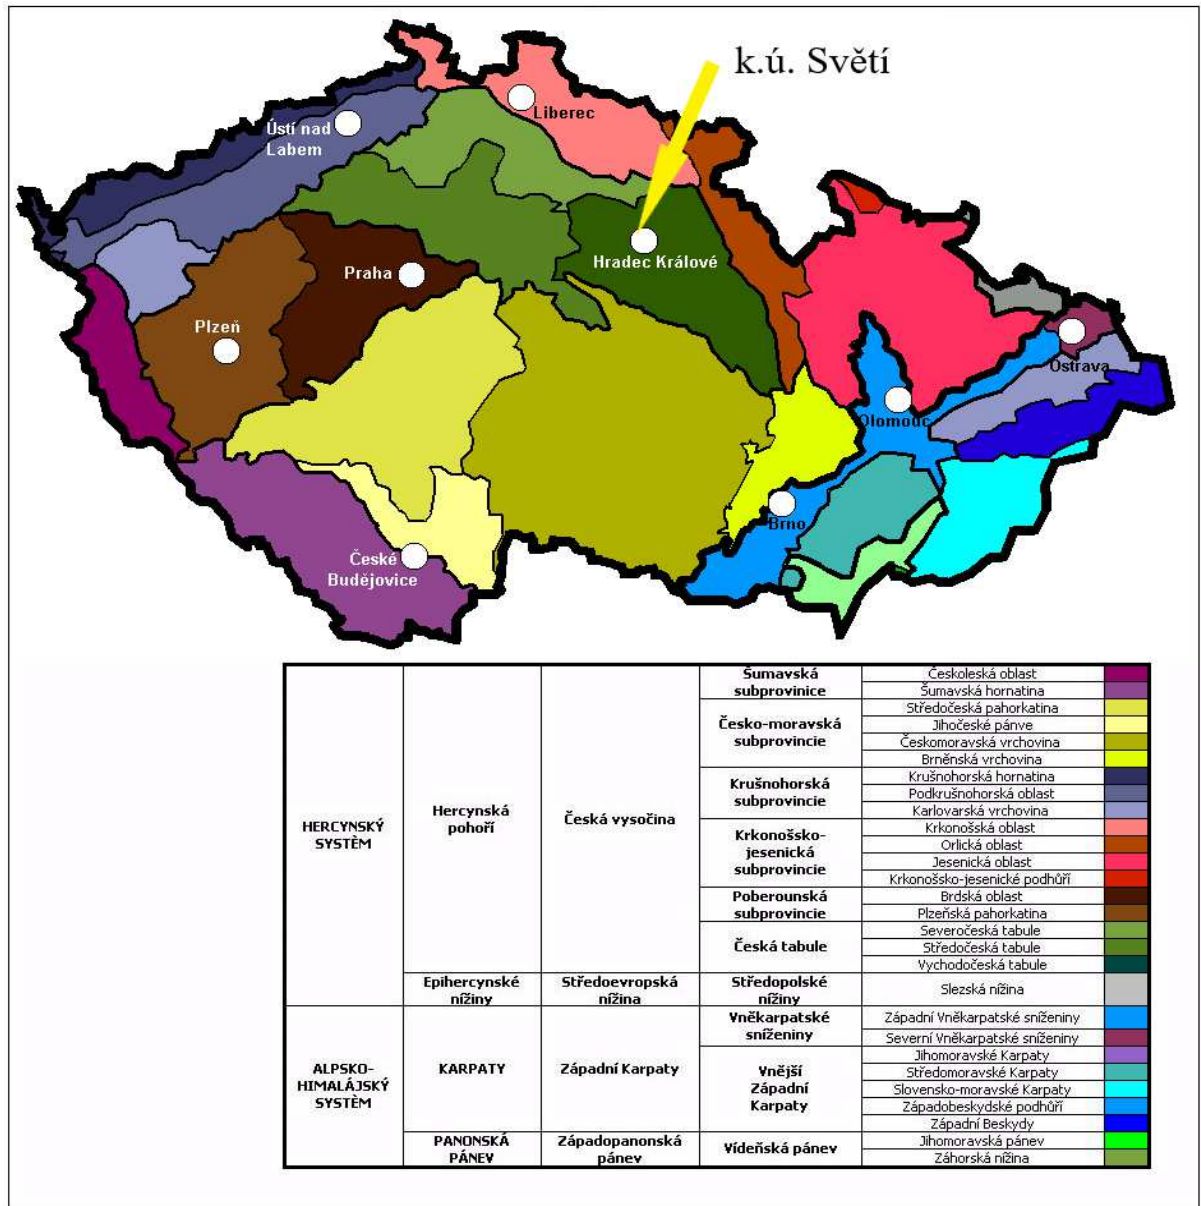 k.ú. Světí
Liberec
Ústí nad
Labem
Hradec Králové
Praha
Plzeň
Ostrava
Olomouc
Brno
České
Budějovice
HERCYNSKÝ
SYSTÈM
Hercynská
pohoří
Česká vysočina
Šumavská
subprovinice
Českoleská oblast
Šumavská hornatina
Česko-moravská
subprovincie
Středočeská pahorkatina
Jihočeské pánve
Českomoravská vrchovina
Brněnská vrchovina
Krušnohorská
subprovincie
Krušnohorská hornatina
Podkrušnohorská oblast
Karlovarská vrchovina
Krkonošsko-
jesenická
subprovincie
Krkonošská oblast
Orlická oblast
Jesenická oblast
Krkonošsko-jesenické podhůří
Poberounská
subprovincie
Brdská oblast
Plzeňská pahorkatina
Česká tabule
Severočeská tabule
Středočeská tabule
Vychodočeská tabule
Epihercynské
nížiny
Středoevropská
nížina
Středopolské
nížiny
Slezská nížina
ALPSKO-
HIMALÁJSKÝ
SYSTÉM
KARPATY
Západní Karpaty
Vněkarpatské
sníženiny
Západní Vněkarpatské sníženiny
Severní Vněkarpatské sníženiny
Vnější
Západní
Karpaty
Jihomoravské Karpaty
Středomoravské Karpaty
Slovensko-moravské Karpaty
Západobeskydské podhůří
Západní Beskydy
PANONSKÁ
PÁNEV
Západopanonská
pánev
Vídeňská pánev
Jihomoravská pánev
Záhorská nížina